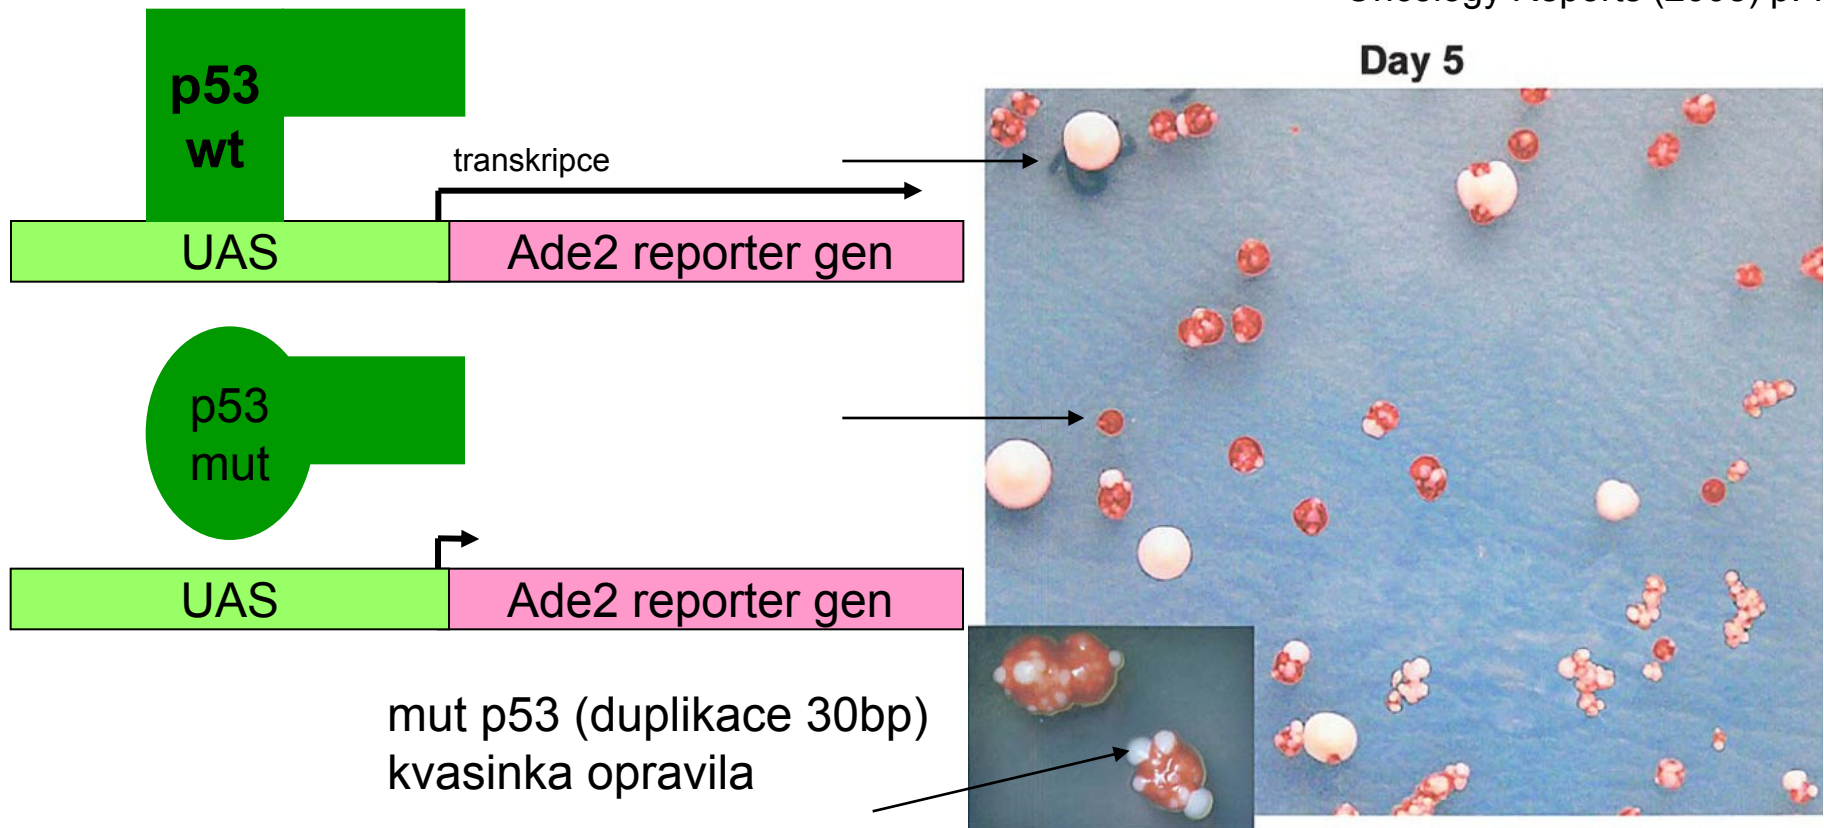 Day 5
p53
wt
transkripce
UAS
Ade2 reporter gen
p53
mut
UAS
Ade2 reporter gen
mut p53 (duplikace 30bp)
kvasinka opravila